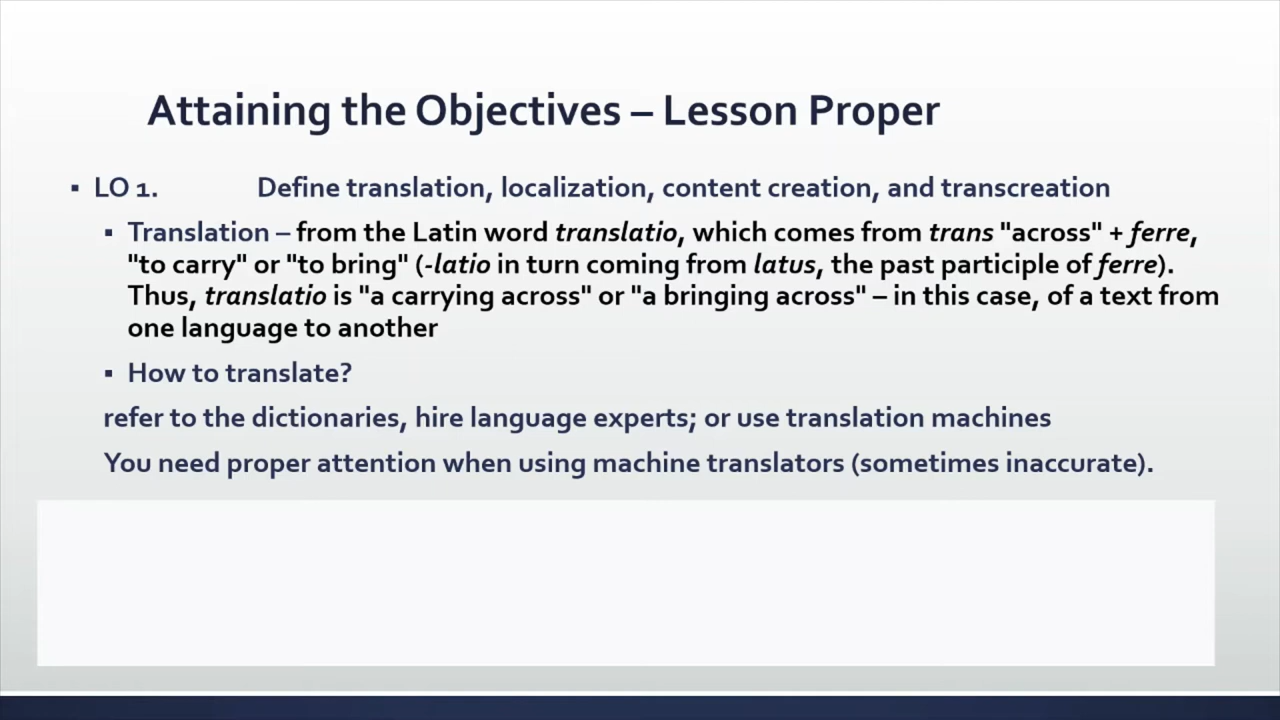 Attaining the Objectives – Lesson Proper
▪ LO 1. Define translation, localization, content creation, and transcreation
▪ Translation – from the Latin word translatio, which comes from trans "across" + ferre,
"to carry" or "to bring" (-latio in turn coming from latus, the past participle of ferre).
Thus, translatio is "a carrying across" or "a bringing across" – in this case, of a text from
one language to another
▪ How to translate?
refer to the dictionaries, hire language experts; or use translation machines
You need proper attention when using machine translators (sometimes inaccurate).